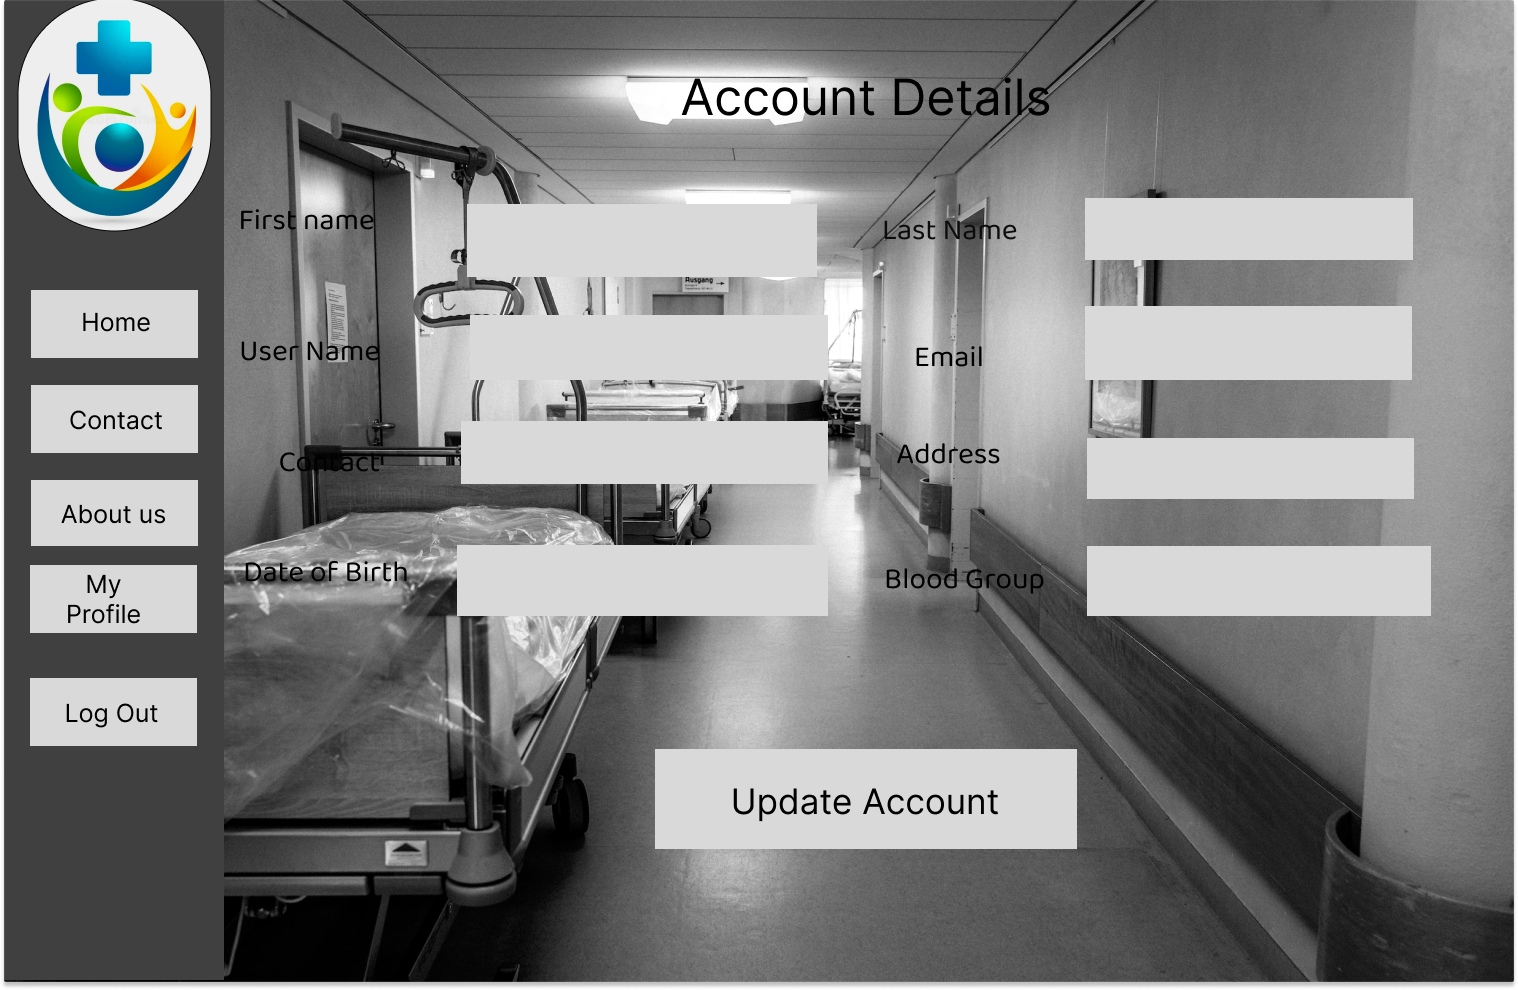 Account Details
First name
Last Name
Ausgang
Home
User Name
Email
Contact
Contact
Address
About us
My
Profile
Date of Birth
Blood Group
Log Out
Update Account